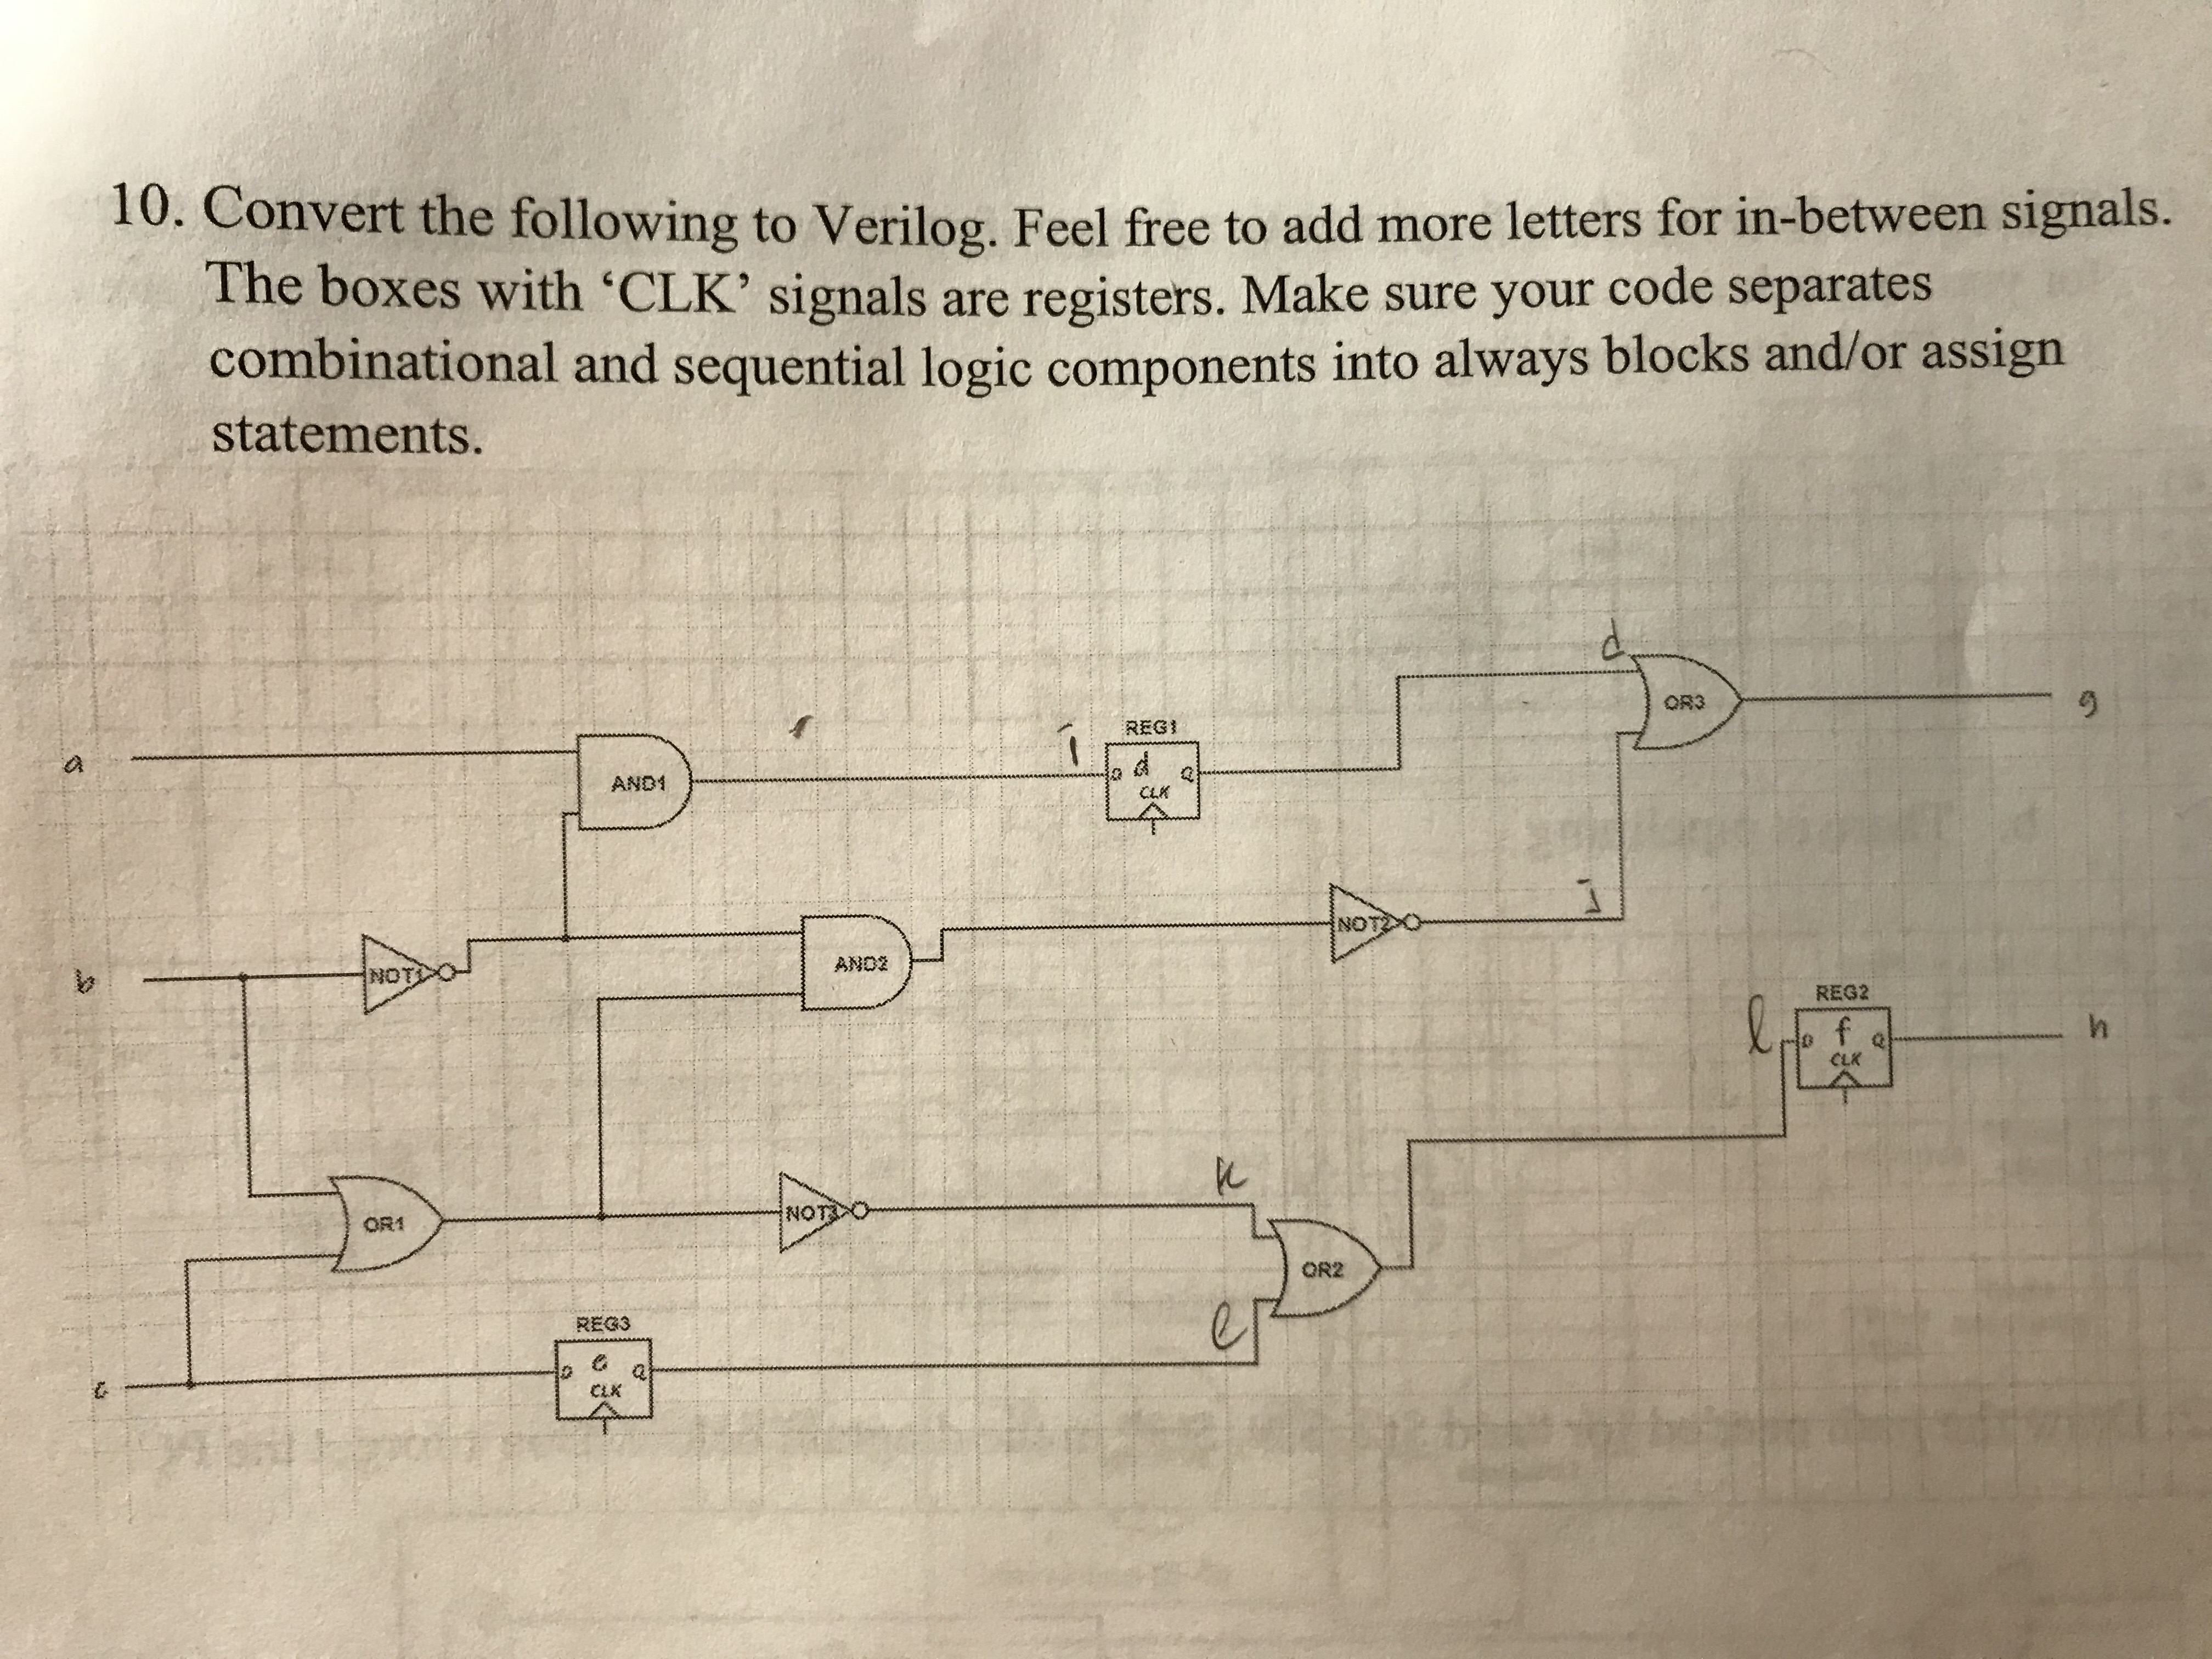 10. Convert the following to Verilog. Feel free to add more letters for in-between signals.
The boxes with ‘CLK’ signals are registers. Make sure your code separates
combinational and sequential logic components into always blocks and/or assign
statements.
d
OR3
g
REG1
i
D d Q
CLK
a
AND1
j
NOT2
AND2
b
NOT1
REG2
l
D f Q
CLK
h
k
NOT3
OR1
OR2
e
REG3
D e Q
CLK
c